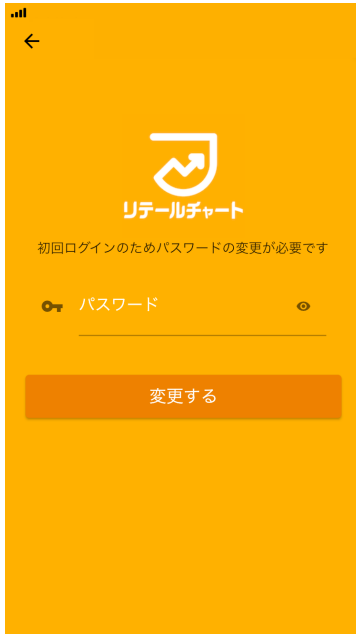 リテールチャート
初回ログインのためパスワードの変更が必要です
パスワード
変更する